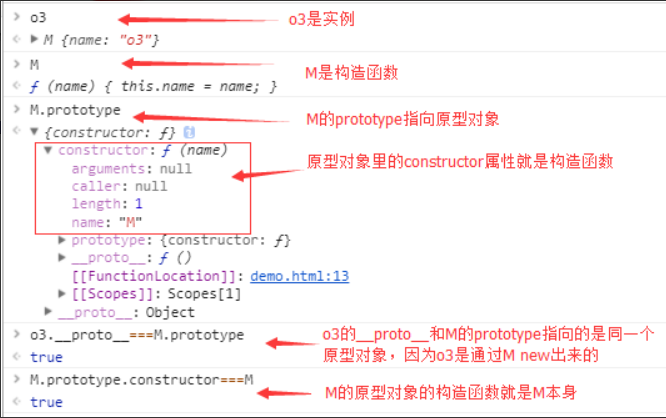 o3
o3是实例
M {name: "o3"}
M
M是构造函数
ƒ (name) { this.name = name; }
M.prototype
M的prototype指向原型对象
{constructor: ƒ} i
constructor: ƒ (name)
原型对象里的constructor属性就是构造函数
arguments: null
caller: null
length: 1
name: "M"
prototype: {constructor: ƒ}
__proto__: ƒ ()
[[FunctionLocation]]: demo.html:13
[[Scopes]]: Scopes[1]
__proto__: Object
o3.__proto__===M.prototype
o3的__proto__和M的prototype指向的是同一个
原型对象，因为o3是通过M new出来的
true
M.prototype.constructor===M
M的原型对象的构造函数就是M本身
true